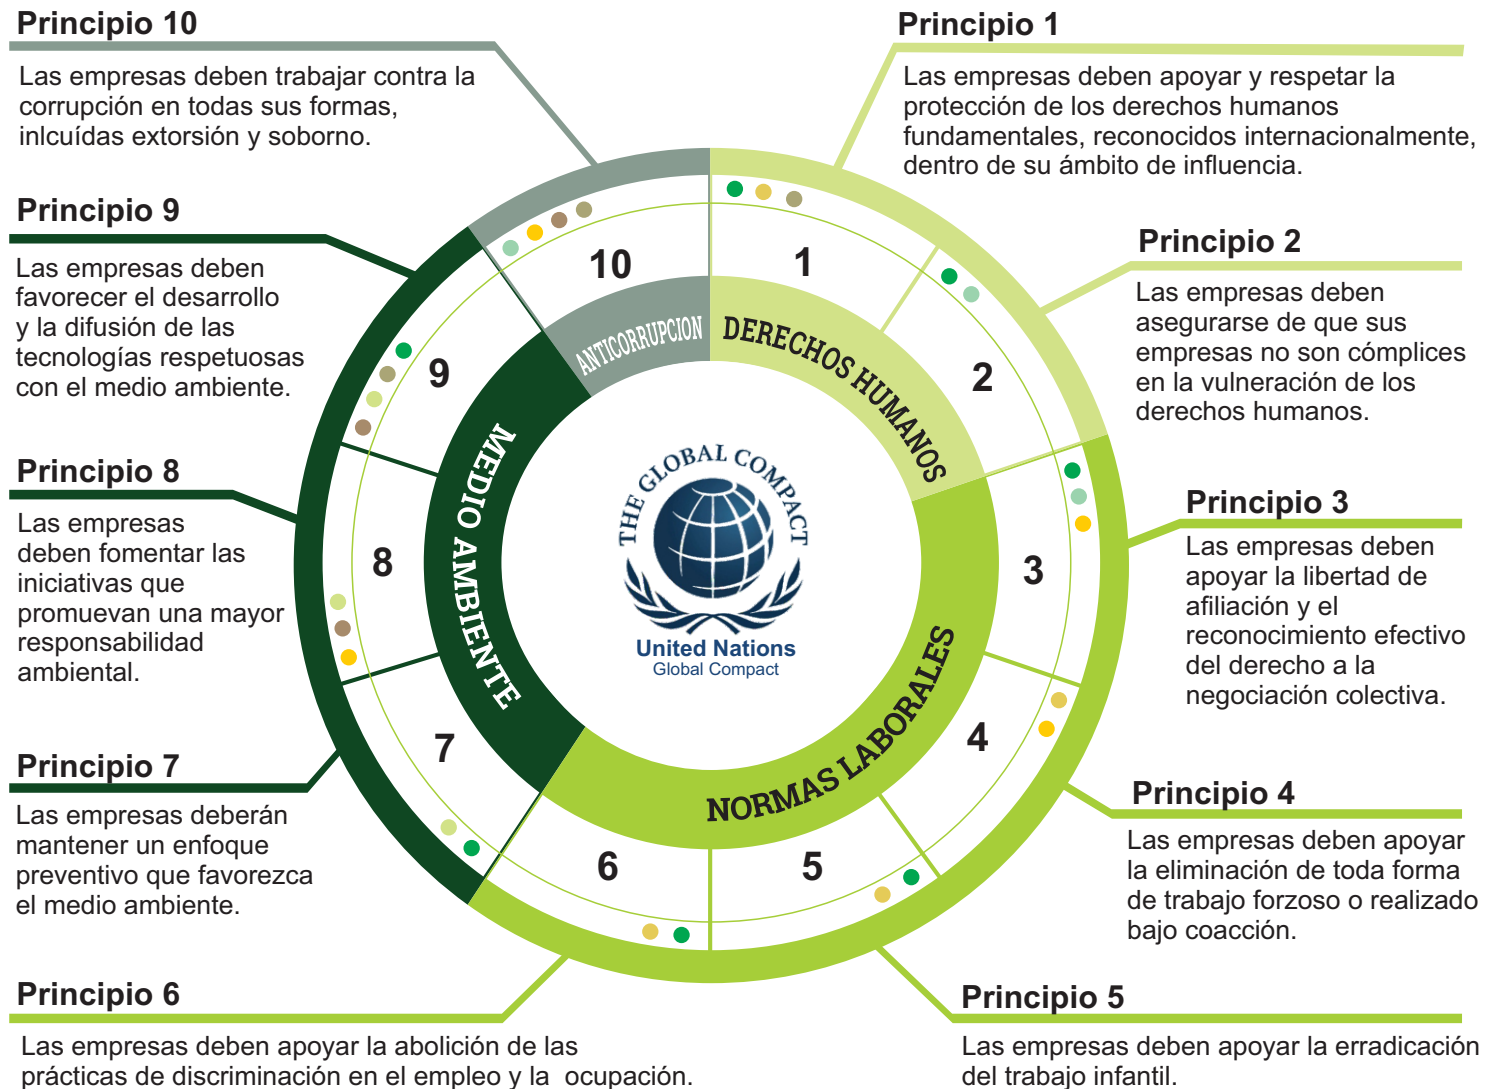 Principio 10
Las empresas deben trabajar contra la
corrupción en todas sus formas,
inlcuídas extorsión y soborno.
Principio 1
Las empresas deben apoyar y respetar la
protección de los derechos humanos
fundamentales, reconocidos internacionalmente,
dentro de su ámbito de influencia.
Principio 9
Las empresas deben
favorecer el desarrollo
y la difusión de las
tecnologías respetuosas
con el medio ambiente.
Principio 2
Las empresas deben
asegurarse de que sus
empresas no son cómplices
en la vulneración de los
derechos humanos.
Principio 8
Las empresas
deben fomentar las
iniciativas que
promuevan una mayor
responsabilidad
ambiental.
Principio 3
Las empresas deben
apoyar la libertad de
afiliación y el
reconocimiento efectivo
del derecho a la
negociación colectiva.
Principio 7
Las empresas deberán
mantener un enfoque
preventivo que favorezca
el medio ambiente.
Principio 4
Las empresas deben apoyar
la eliminación de toda forma
de trabajo forzoso o realizado
bajo coacción.
Principio 6
Las empresas deben apoyar la abolición de las
prácticas de discriminación en el empleo y la  ocupación.
Principio 5
Las empresas deben apoyar la erradicación
del trabajo infantil.
10
1
2
3
4
5
6
7
8
9
ANTICORRUPCION
DERECHOS HUMANOS
NORMAS LABORALES
MEDIO AMBIENTE
THE GLOBAL COMPACT
United Nations
Global Compact